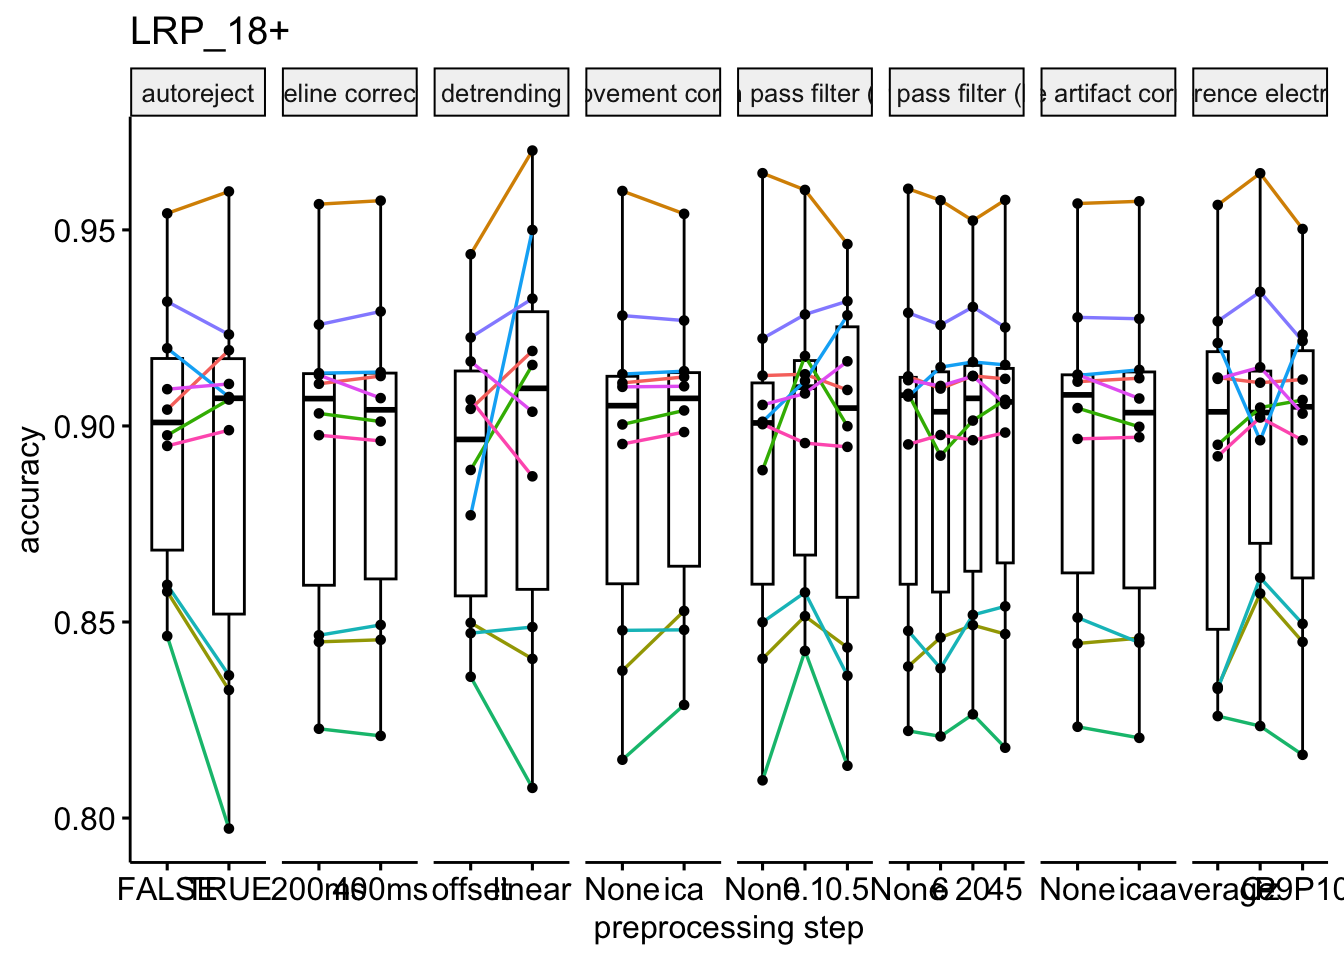 LRP_18+
autoreject
eline correc
detrending
ovement cor
pass filter (
pass filter (
artifact cor
rence electr
0.95
0.90
0.85
0.80
accuracy
FALSE TRUE 200ms 400ms offset linear None ica None 0.1 0.5 None 6 20 45 None ica average Cz P9P10
preprocessing step